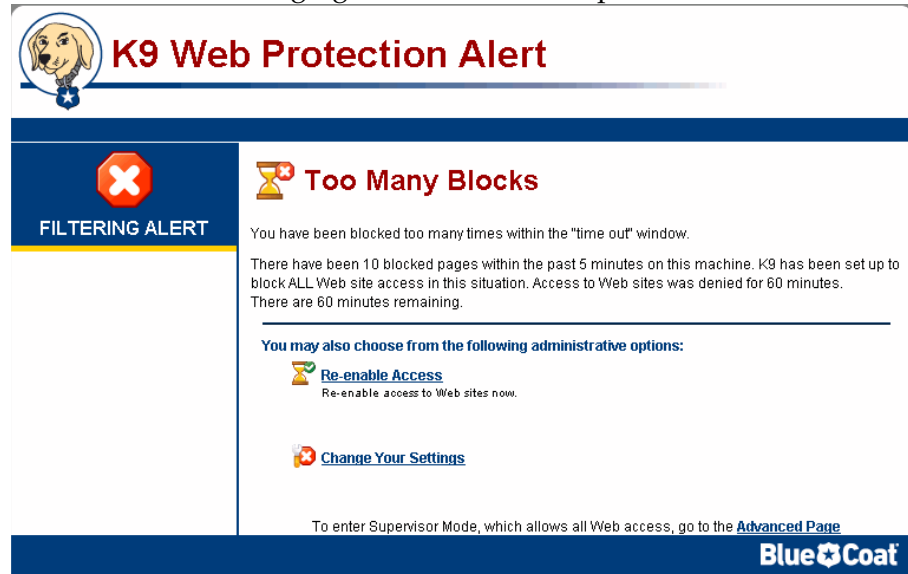 K9 Web Protection Alert
FILTERING ALERT
Too Many Blocks
You have been blocked too many times within the "time out" window.
There have been 10 blocked pages within the past 5 minutes on this machine. K9 has been set up to
block ALL Web site access in this situation. Access to Web sites was denied for 60 minutes.
There are 60 minutes remaining.
You may also choose from the following administrative options:
Re-enable Access
Re-enable access to Web sites now.
Change Your Settings
To enter Supervisor Mode, which allows all Web access, go to the Advanced Page
Blue Coat